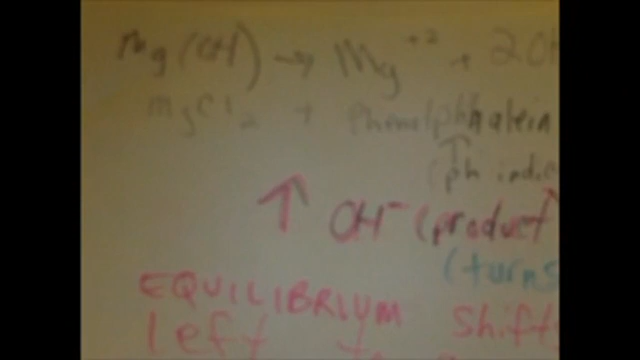 Mg(OH) → Mg+2 + 2OH
MgCl2 + Phenolphthalein
↑
(ph indic
↑ OH- (product
(turns
EQUILIBRIUM Shift
left